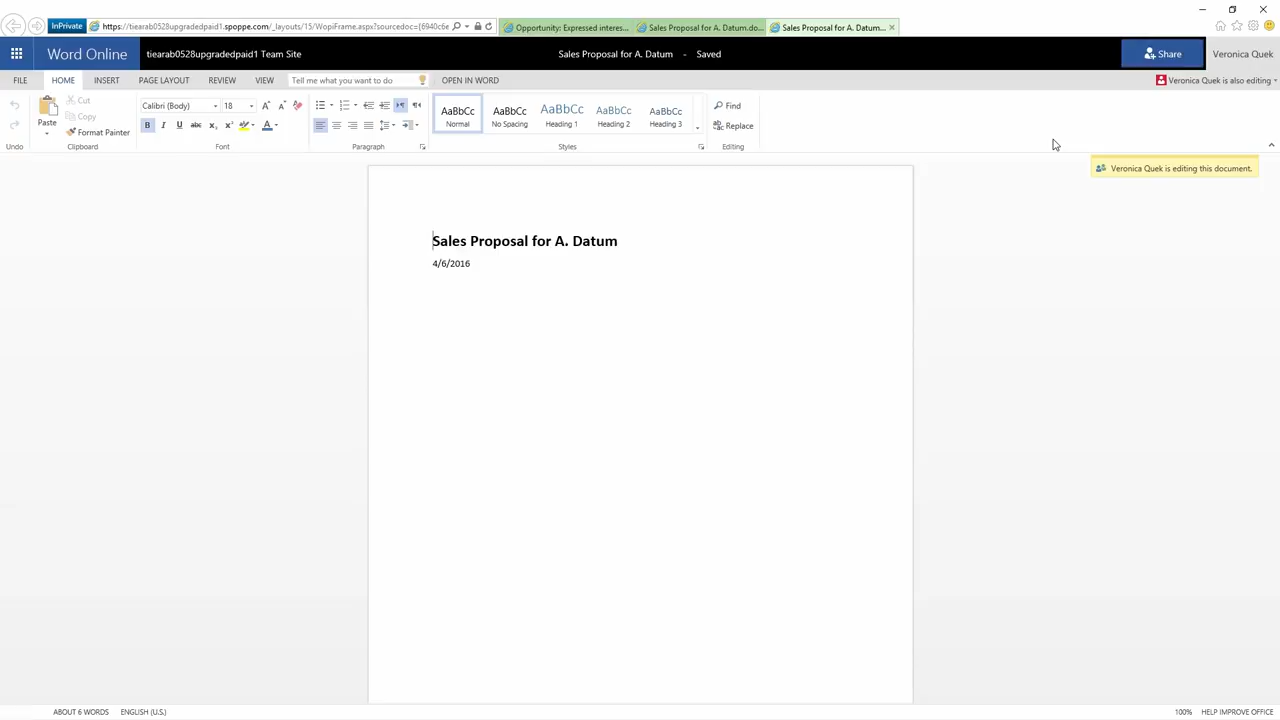 InPrivate
https://tiearab0528upgradedpaid1.spoppe.com/_layouts/15/WopiFrame.aspx?sourcedoc={6940c6e
Opportunity: Expressed interes...
Sales Proposal for A. Datum.do...
Sales Proposal for A. Datum...
Word Online
tiearab0528upgradedpaid1 Team Site
Sales Proposal for A. Datum - Saved
Share
Veronica Quek
FILE HOME INSERT PAGE LAYOUT REVIEW VIEW Tell me what you want to do OPEN IN WORD
Veronica Quek is also editing
Paste
Cut
Copy
Format Painter
Calibri (Body) 18
B I U abc x₂ x² A
AaBbCc AaBbCc AaBbCc AaBbCc AaBbCc
Normal No Spacing Heading 1 Heading 2 Heading 3
Find
Replace
Undo Clipboard Font Paragraph Styles Editing
Veronica Quek is editing this document.
Sales Proposal for A. Datum
4/6/2016
ABOUT 6 WORDS ENGLISH (U.S.) 100% HELP IMPROVE OFFICE